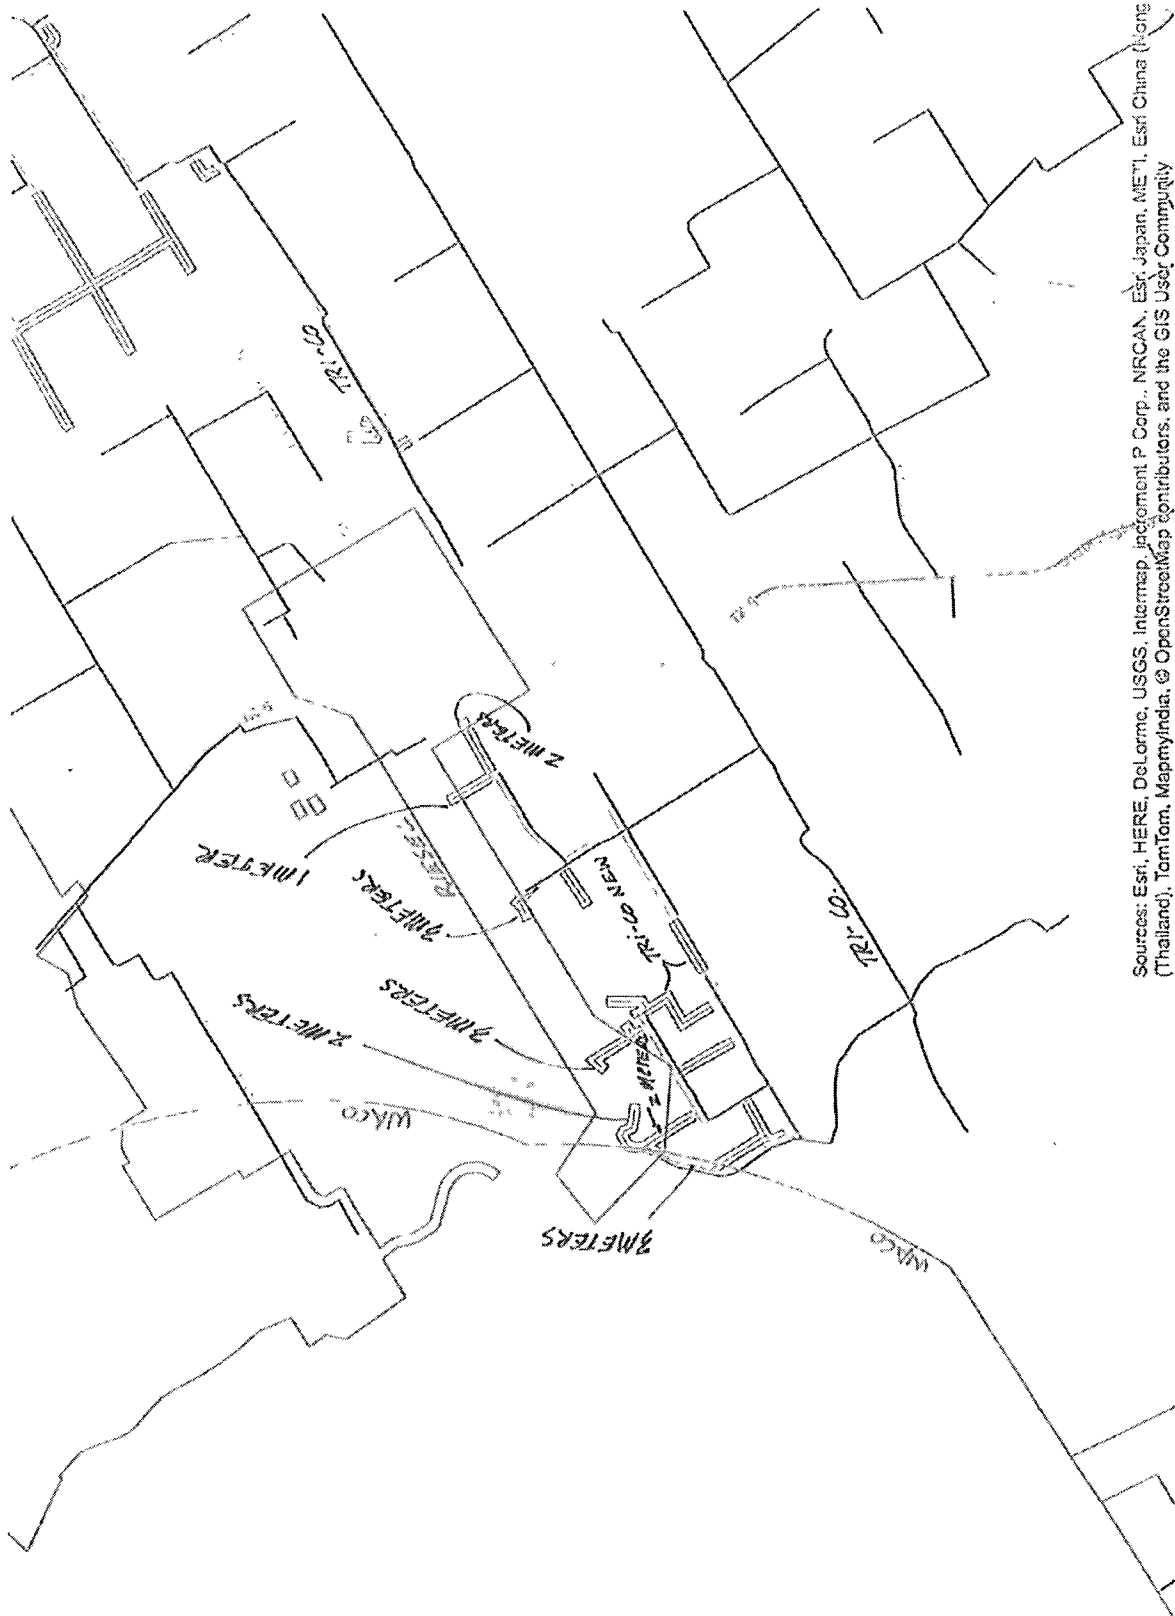 TRI-CO
2 METERS
1 METER
RIESEL
3 METERS
TRI-CO NEW
3 METERS
2 METERS
2 METERS
WACO
3 METERS
WACO
TRI-CO.
Sources: Esri, HERE, DeLorme, USGS, Intermap, increment P Corp., NRCAN, Esri Japan, METI, Esri China (Hong
(Thailand), TomTom, MapmyIndia, © OpenStreetMap contributors, and the GIS User Community